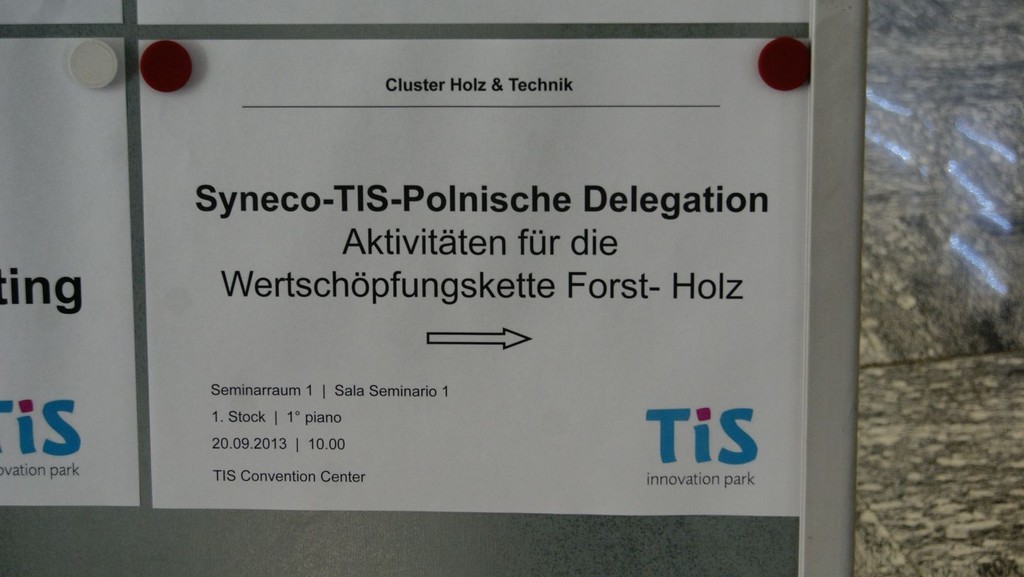 Cluster Holz & Technik
Syneco-TIS-Polnische Delegation
Aktivitäten für die
Wertschöpfungskette Forst- Holz
Seminarraum 1 | Sala Seminario 1
1. Stock | 1° piano
20.09.2013 | 10.00
TIS Convention Center
TiS
innovation park
ting
TiS
ovation park